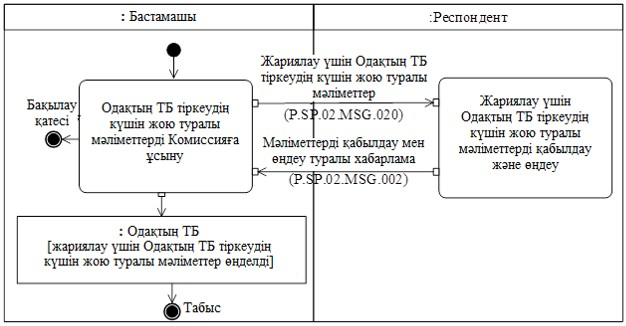 : Бастамашы
:Респондент
Жариялау үшін Одақтың ТБ
тіркеудің күшін жою туралы
мәліметтер
(P.SP.02.MSG.020)
Бақылау
қатесі
Одақтың ТБ тіркеудің
күшін жою туралы
мәліметтерді Комиссияға
ұсыну
Жариялау үшін
Одақтың ТБ тіркеудің
күшін жою туралы
мәліметтерді қабылдау
және өңдеу
Мәліметтерді қабылдау мен
өңдеу туралы хабарлама
(P.SP.02.MSG.002)
: Одақтың ТБ
[жариялау үшін Одақтың ТБ тіркеудің
күшін жою туралы мәліметтер өңделді]
Табыс